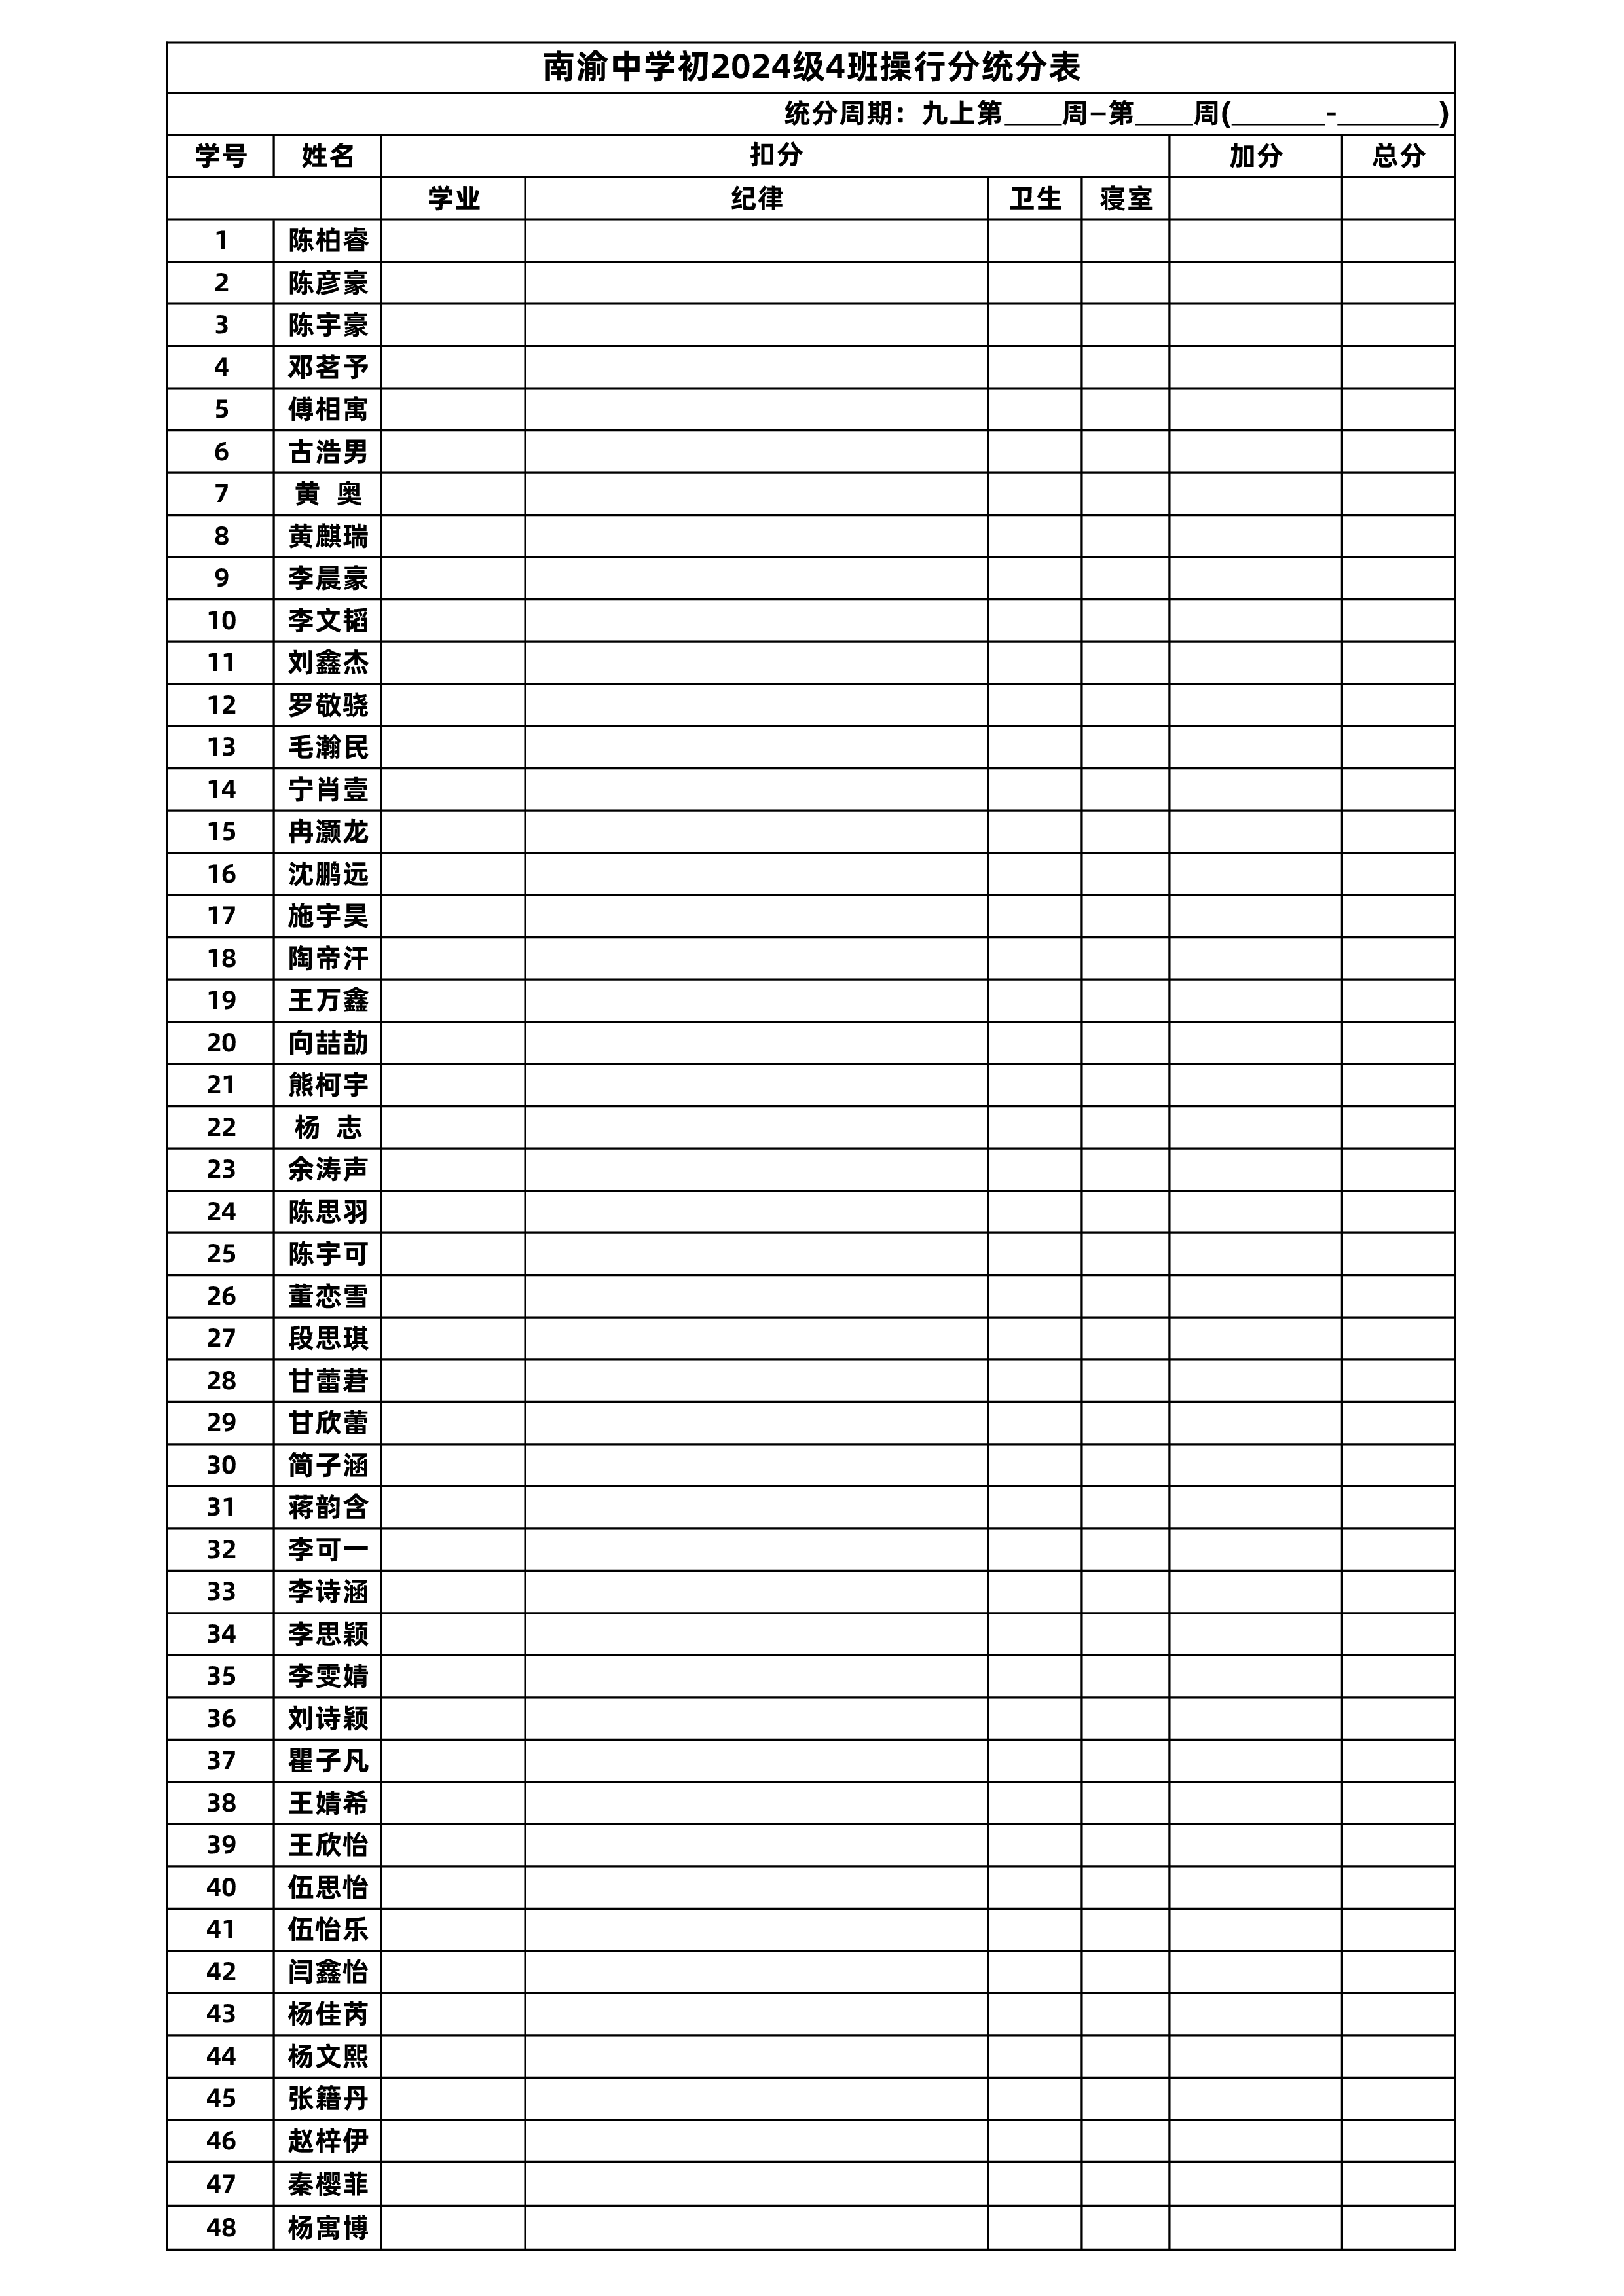 南渝中学初2024级4班操行分统分表
统分周期：九上第____周–第____周(_______-_______)
学号 姓名 扣分 加分 总分
学业 纪律 卫生 寝室
1 陈柏睿
2 陈彦豪
3 陈宇豪
4 邓茗予
5 傅相寓
6 古浩男
7 黄 奥
8 黄麒瑞
9 李晨豪
10 李文韬
11 刘鑫杰
12 罗敬骁
13 毛瀚民
14 宁肖壹
15 冉灏龙
16 沈鹏远
17 施宇昊
18 陶帝汗
19 王万鑫
20 向喆劼
21 熊柯宇
22 杨 志
23 余涛声
24 陈思羽
25 陈宇可
26 董恋雪
27 段思琪
28 甘蕾莙
29 甘欣蕾
30 简子涵
31 蒋韵含
32 李可一
33 李诗涵
34 李思颖
35 李雯婧
36 刘诗颖
37 瞿子凡
38 王婧希
39 王欣怡
40 伍思怡
41 伍怡乐
42 闫鑫怡
43 杨佳芮
44 杨文熙
45 张籍丹
46 赵梓伊
47 秦樱菲
48 杨寓博